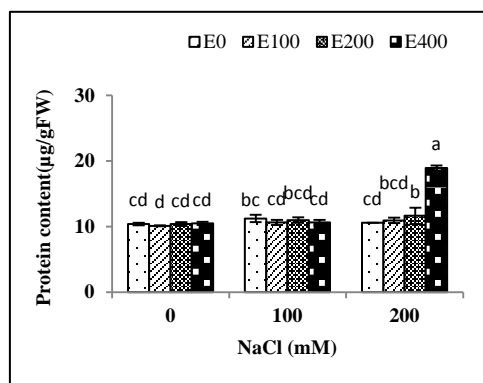 E0 E100 E200 E400
Protein content(µg/gFW)
30
20
10
0
cd d cd cd
bc cd bcd cd
cd bcd b a
0 100 200
NaCl (mM)